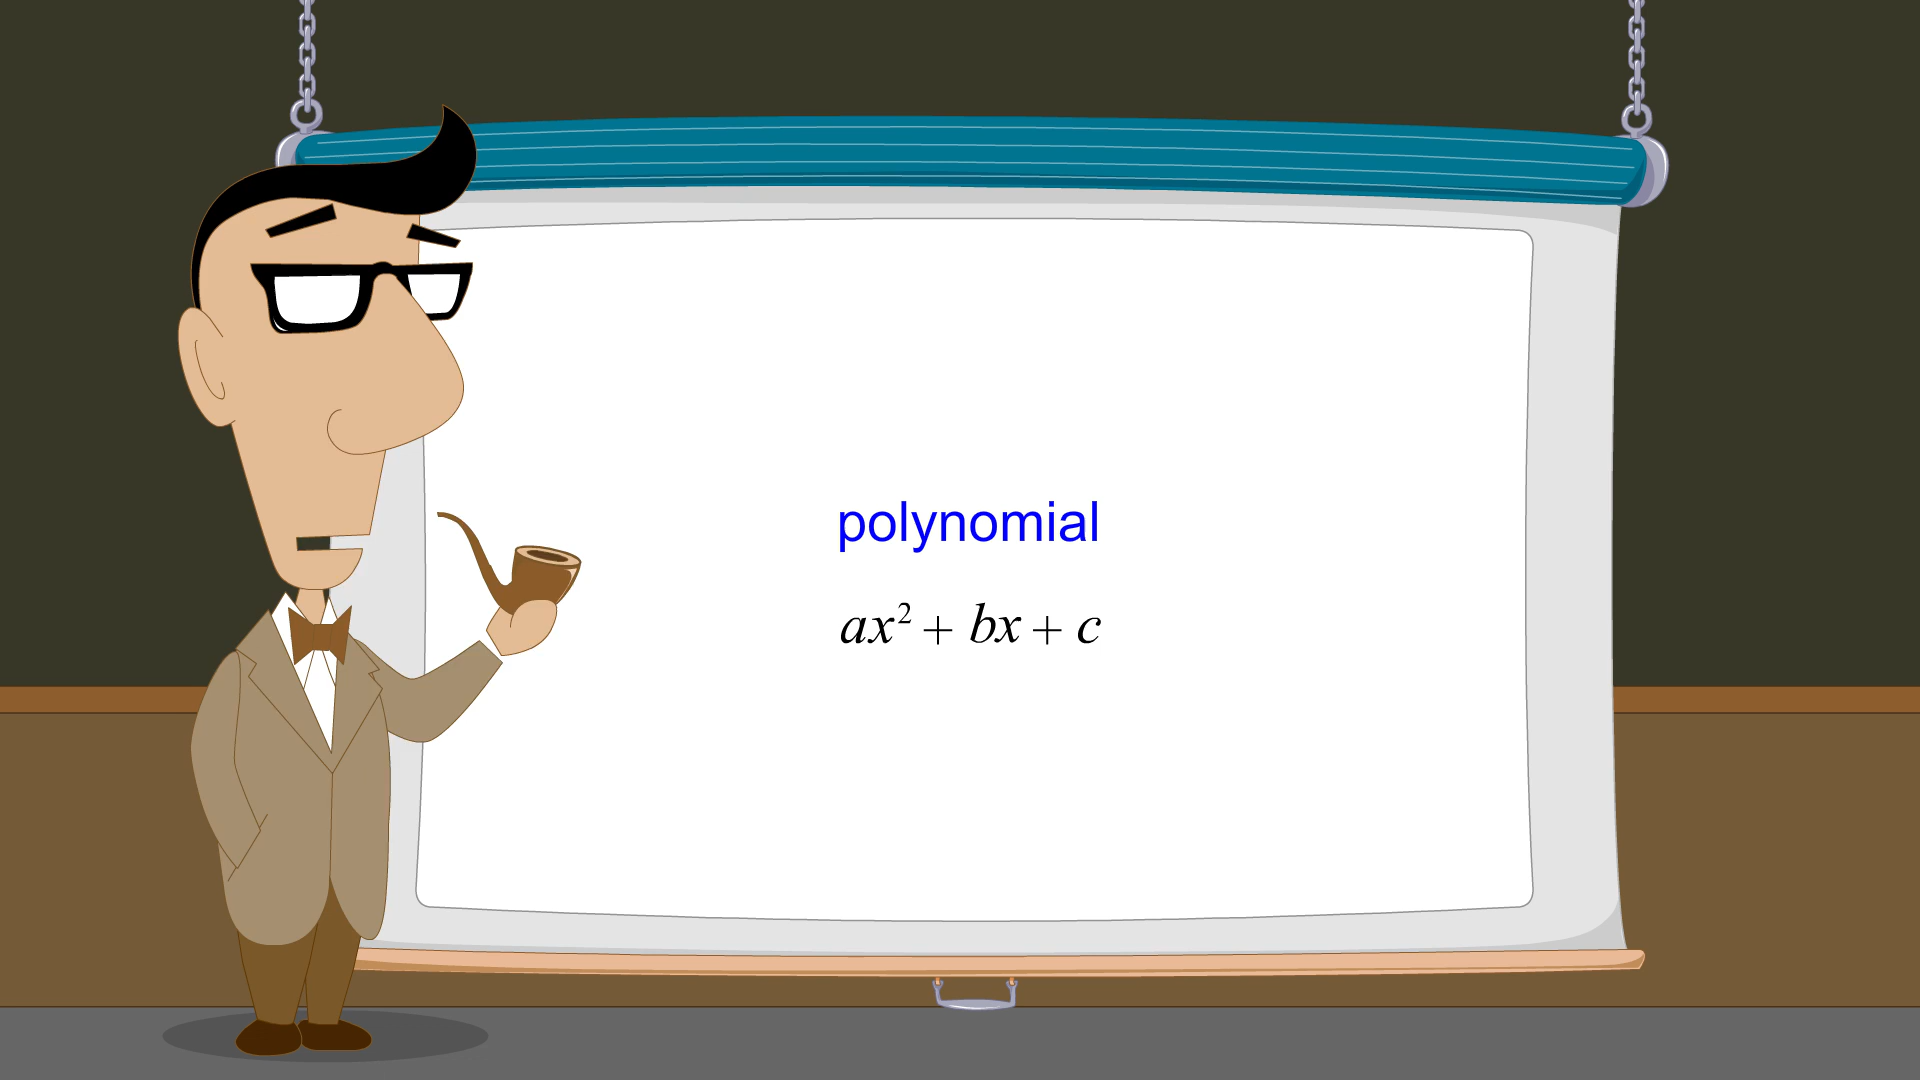 polynomial
ax² + bx + c